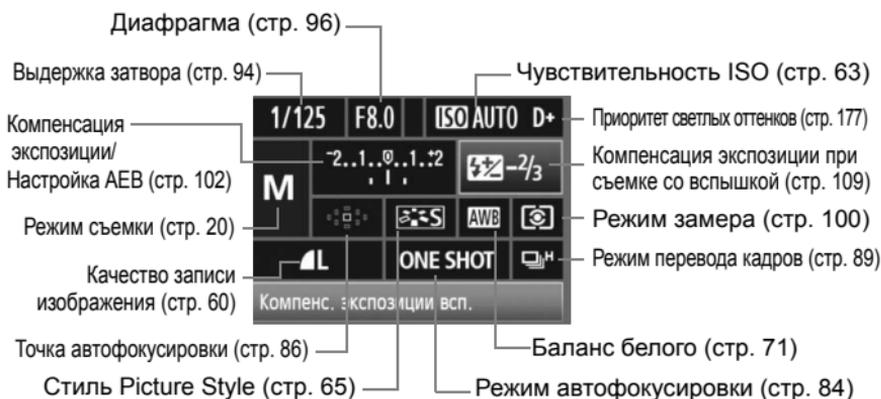 Диафрагма (стр. 96)
Выдержка затвора (стр. 94)
Чувствительность ISO (стр. 63)
1/125 F8.0 ISO AUTO D+
Приоритет светлых оттенков (стр. 177)
Компенсация
экспозиции/
Настройка AEB (стр. 102)
-2..1..0..1..+2
-2/3
Компенсация экспозиции при
съемке со вспышкой (стр. 109)
M
Режим съемки (стр. 20)
S AWB
Режим замера (стр. 100)
Качество записи
изображения (стр. 60)
L ONE SHOT H
Режим перевода кадров (стр. 89)
Компенс. экспозиции всп.
Точка автофокусировки (стр. 86)
Баланс белого (стр. 71)
Стиль Picture Style (стр. 65)
Режим автофокусировки (стр. 84)